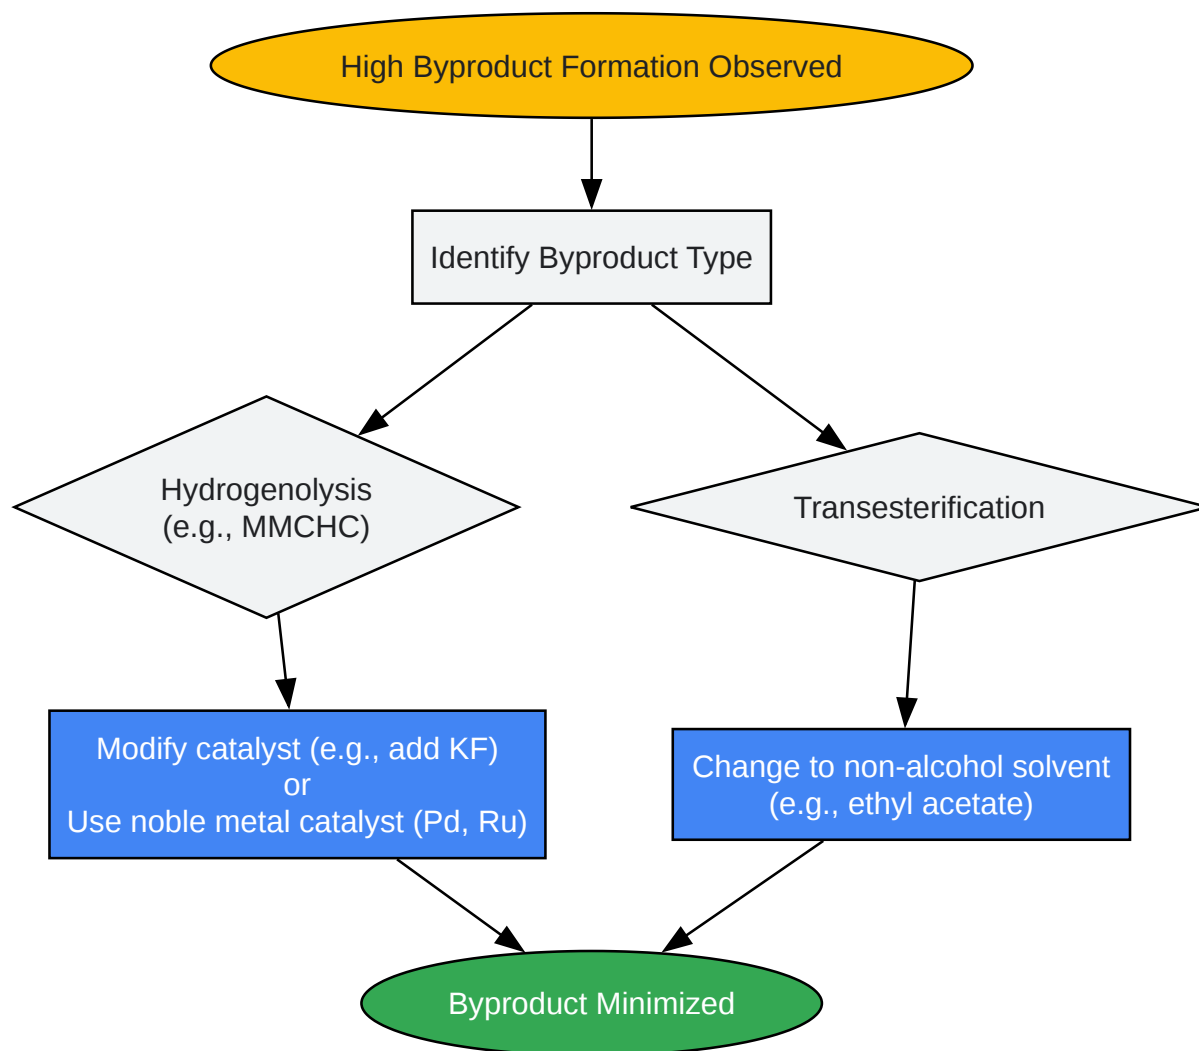 High Byproduct Formation Observed
Identify Byproduct Type
Hydrogenolysis
(e.g., MMCHC)
Transesterification
Modify catalyst (e.g., add KF)
or
Use noble metal catalyst (Pd, Ru)
Change to non-alcohol solvent
(e.g., ethyl acetate)
Byproduct Minimized